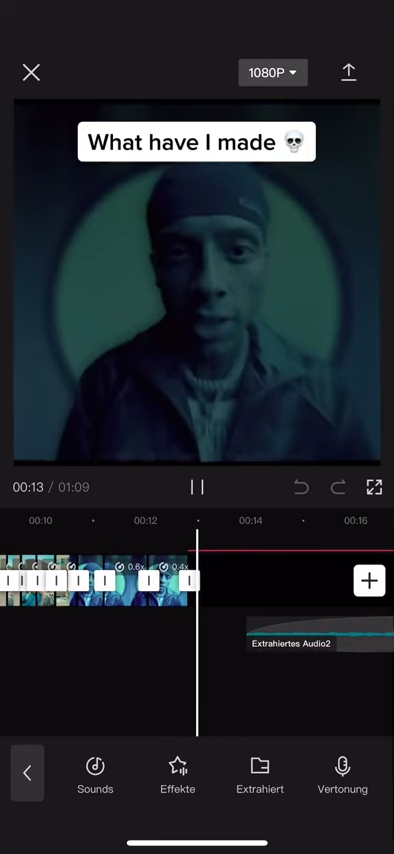 1080P
What have I made 💀
00:13 / 01:09
00:10 00:12 00:14 00:16
0.6x 0.4x
Extrahiertes Audio2
Sounds Effekte Extrahiert Vertonung